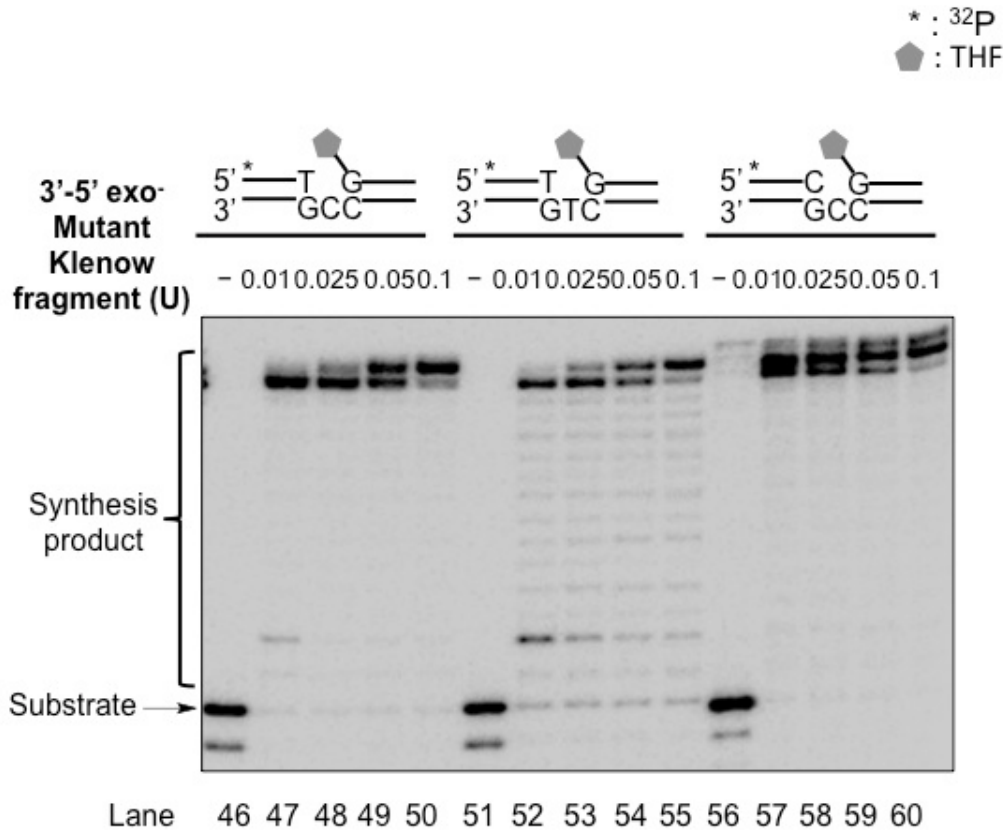 * : ³²P
: THF
5' * T G
3' GCC
5' * T G
3' GTC
5' * C G
3' GCC
3'-5' exo-
Mutant
Klenow
fragment (U)
– 0.01 0.025 0.05 0.1 – 0.01 0.025 0.05 0.1 – 0.01 0.025 0.05 0.1
Synthesis
product
Substrate
Lane 46 47 48 49 50 51 52 53 54 55 56 57 58 59 60